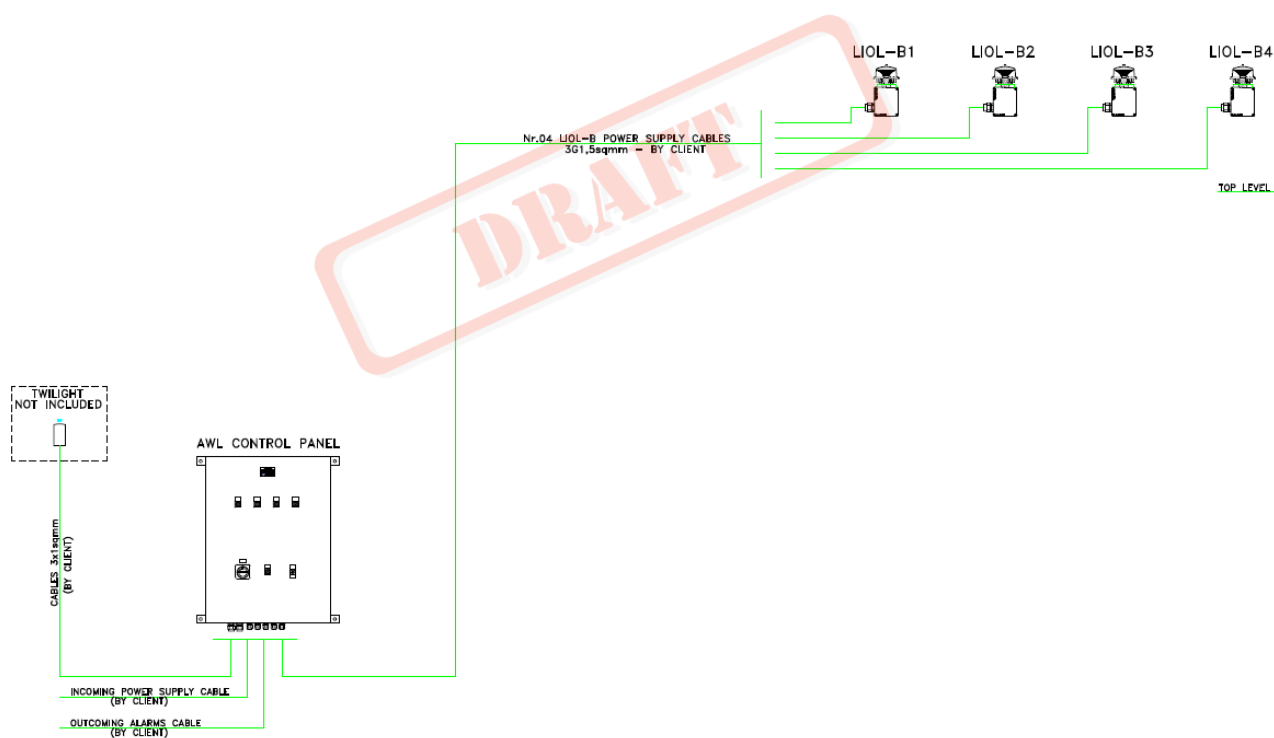 LIOL-B1
LIOL-B2
LIOL-B3
LIOL-B4
Nr.04 LIOL-B POWER SUPPLY CABLES
3G1,5sqmm - BY CLIENT
TOP LEVEL
DRAFT
TWILIGHT
NOT INCLUDED
AWL CONTROL PANEL
CABLES 3x1sqmm
(BY CLIENT)
INCOMING POWER SUPPLY CABLE
(BY CLIENT)
OUTCOMING ALARMS CABLE
(BY CLIENT)